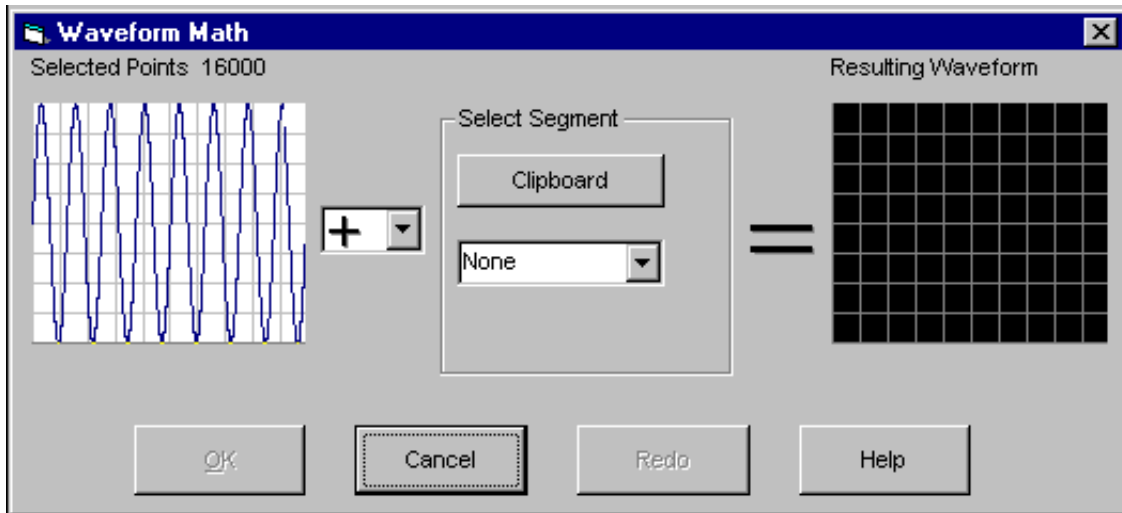 Waveform Math
Selected Points 16000
Resulting Waveform
Select Segment
Clipboard
+
None
=
OK
Cancel
Redo
Help